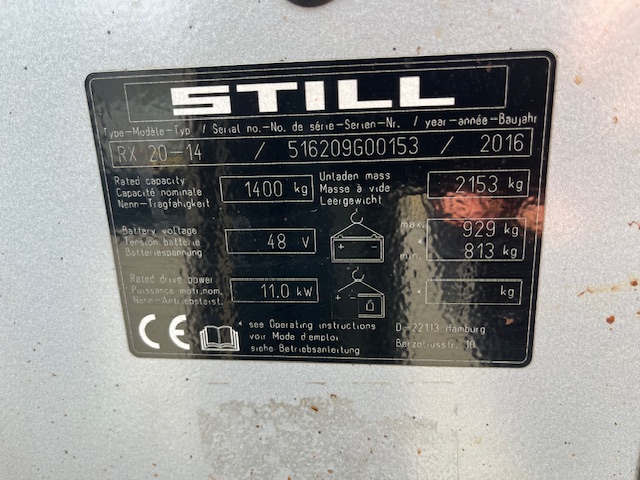 STILL
Type-Modèle-Typ / Serial no.-No. de série-Serien-Nr. / year-année-Baujahr
RX 20-14 / 516209G00153 / 2016
Rated capacity
Capacité nominale
Nenn-Tragfähigkeit
1400 kg
Unladen mass
Masse à vide
Leergewicht
2153 kg
Battery voltage
Tension batterie
Batteriespannung
48 V
max. 929 kg
min. 813 kg
Rated drive power
Puissance motr.nom.
Nenn-Antriebsleist.
11.0 kW
kg
CE
see Operating instructions
voir Mode d'emploi
siehe Betriebsanleitung
D-22113 Hamburg
Berzeliusstr. 10